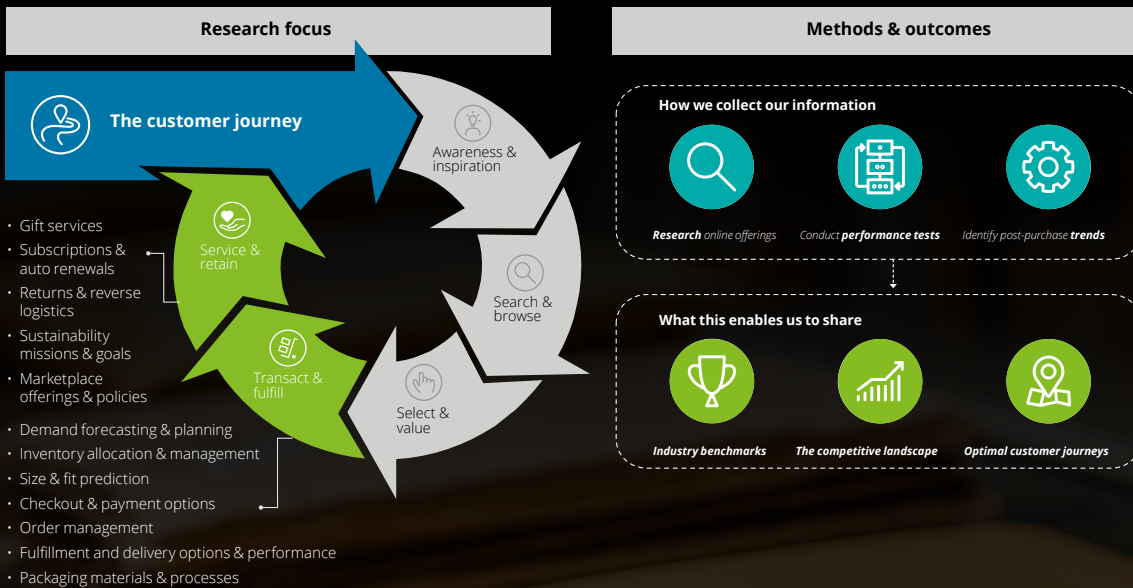 Research focus
The customer journey
Awareness &
inspiration
Search &
browse
Select &
value
Transact &
fulfill
Service &
retain
· Gift services
· Subscriptions &
auto renewals
· Returns & reverse
logistics
· Sustainability
missions & goals
· Marketplace
offerings & policies
· Demand forecasting & planning
· Inventory allocation & management
· Size & fit prediction
· Checkout & payment options
· Order management
· Fulfillment and delivery options & performance
· Packaging materials & processes
Methods & outcomes
How we collect our information
Research online offerings
Conduct performance tests
Identify post-purchase trends
What this enables us to share
Industry benchmarks
The competitive landscape
Optimal customer journeys